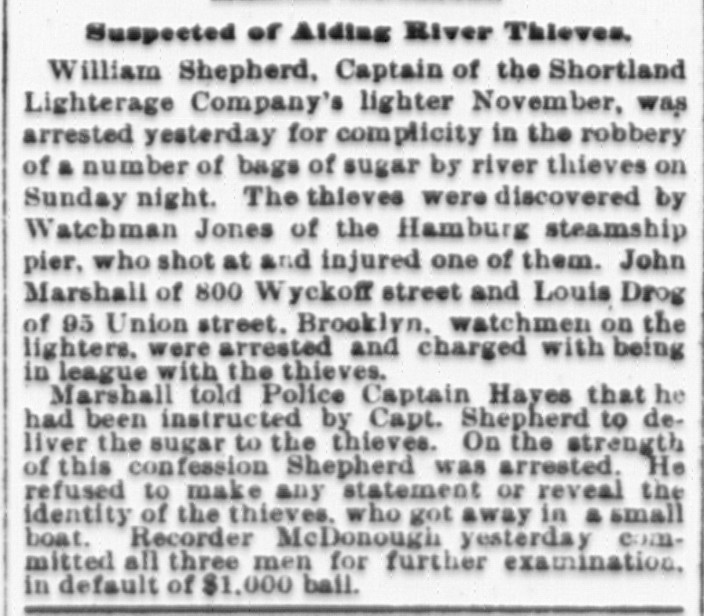 Suspected of Aiding River Thieves.
William Shepherd, Captain of the Shortland
Lighterage Company's lighter November, was
arrested yesterday for complicity in the robbery
of a number of bags of sugar by river thieves on
Sunday night. The thieves were discovered by
Watchman Jones of the Hamburg steamship
pier, who shot at and injured one of them. John
Marshall of 800 Wyckoff street and Louis Drog
of 95 Union street, Brooklyn, watchmen on the
lighters, were arrested and charged with being
in league with the thieves.
Marshall told Police Captain Hayes that he
had been instructed by Capt. Shepherd to de-
liver the sugar to the thieves. On the strength
of this confession Shepherd was arrested. He
refused to make any statement or reveal the
identity of the thieves, who got away in a small
boat. Recorder McDonough yesterday com-
mitted all three men for further examination,
in default of $1,000 bail.